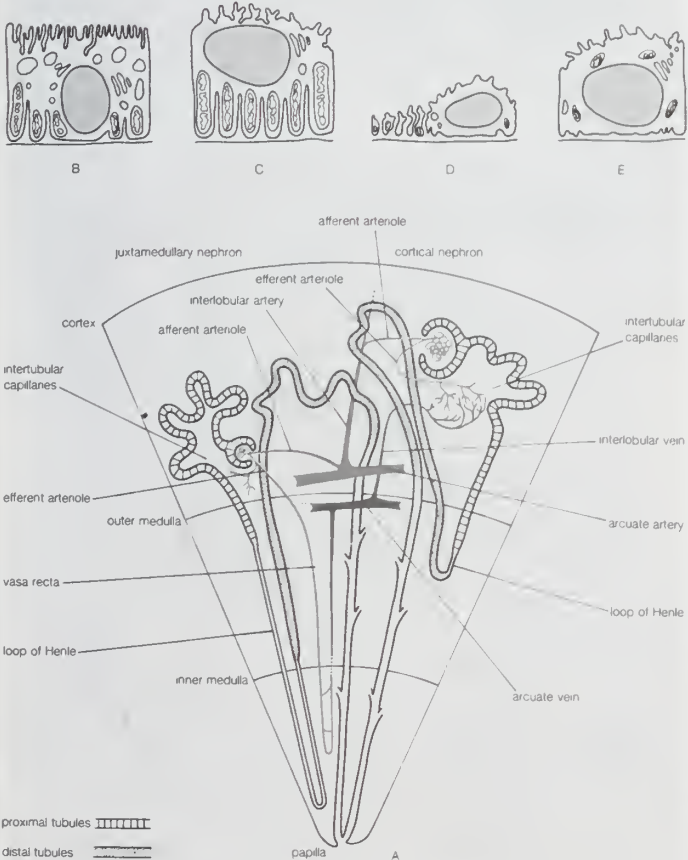 B
C
D
E
afferent arteriole
juxtamedullary nephron
cortical nephron
efferent arteriole
interlobular artery
cortex
afferent arteriole
intertubular
capillaries
intertubular
capillaries
interlobular vein
efferent arteriole
outer medulla
arcuate artery
vasa recta
loop of Henle
loop of Henle
inner medulla
arcuate vein
proximal tubules
distal tubules
papilla
A